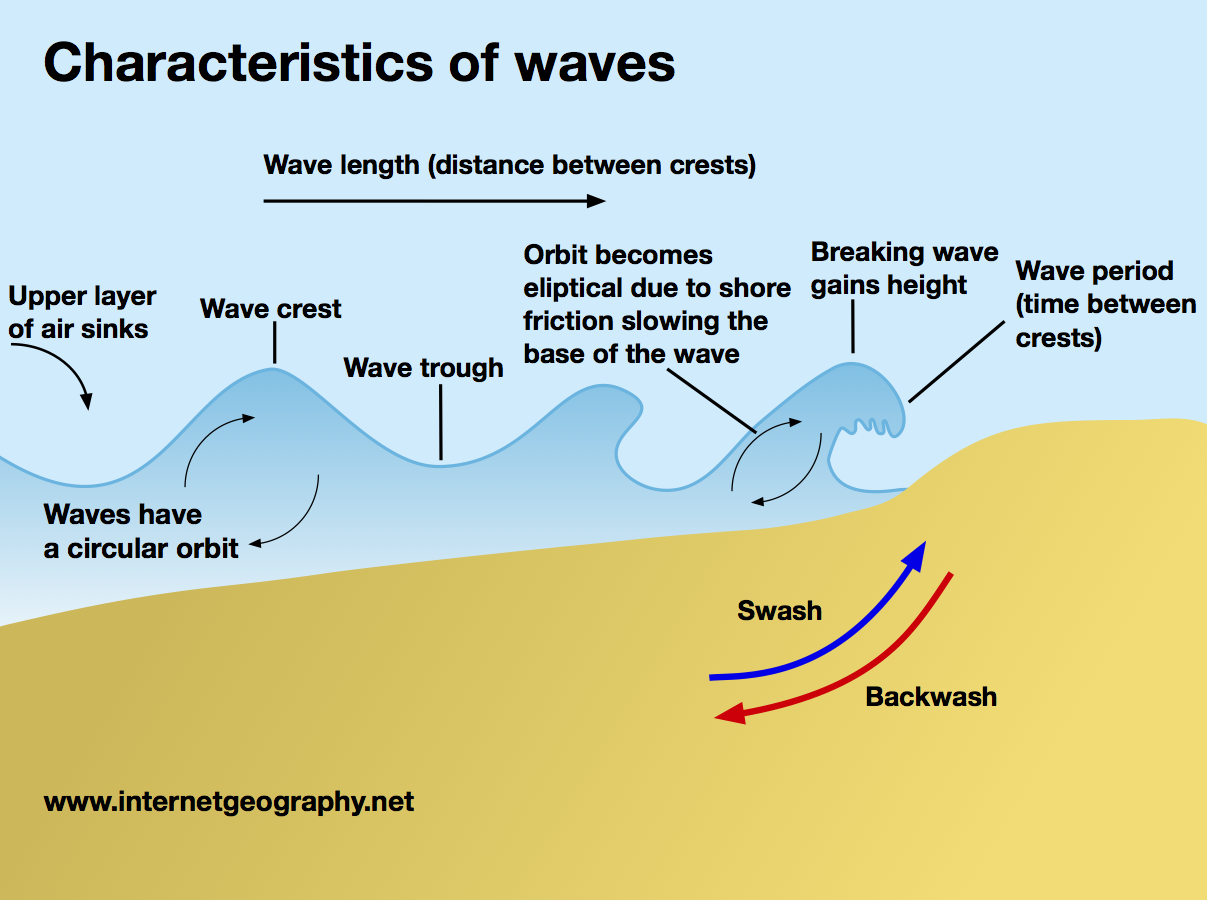 Characteristics of waves
Wave length (distance between crests)
Upper layer
of air sinks
Wave crest
Wave trough
Orbit becomes
eliptical due to shore
friction slowing the
base of the wave
Breaking wave
gains height
Wave period
(time between
crests)
Waves have
a circular orbit
Swash
Backwash
www.internetgeography.net